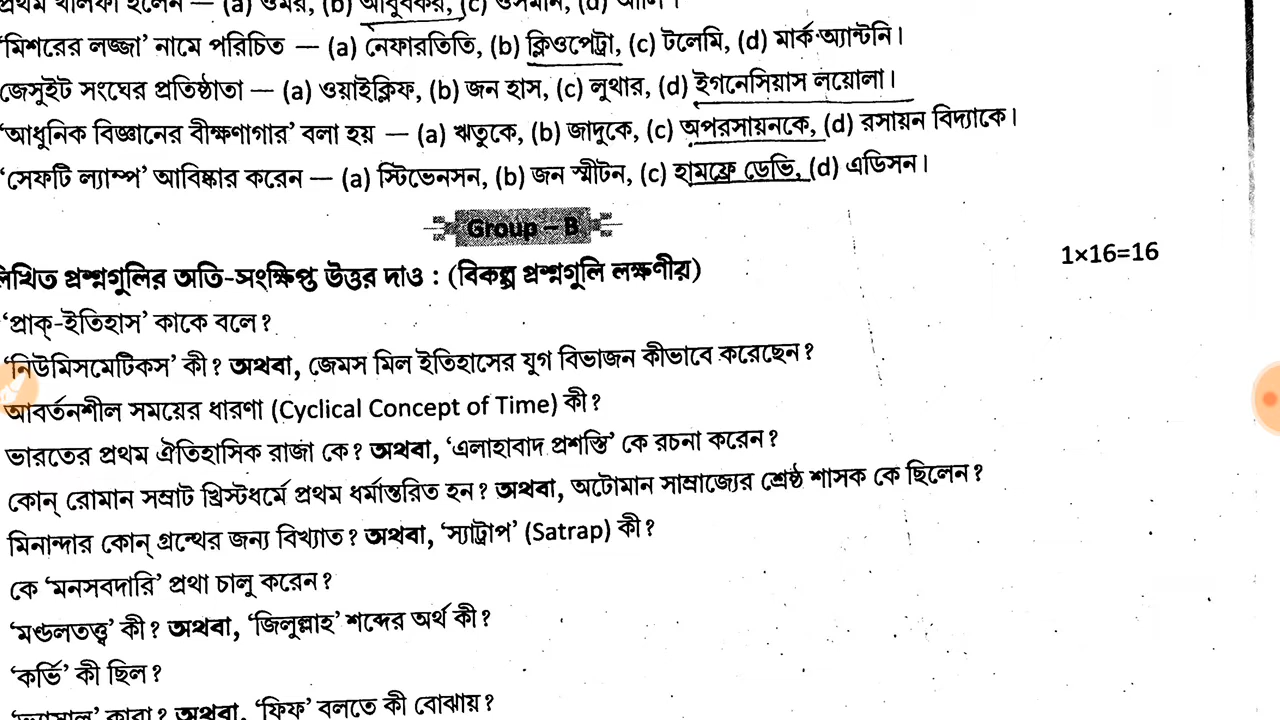 প্রথম খলিফা হলেন — (a) ওমর, (b) আবুবকর, (c) ওসমান, (d) আলি।
‘মিশরের লজ্জা’ নামে পরিচিত — (a) নেফারতিতি, (b) ক্লিওপেট্রা, (c) টলেমি, (d) মার্ক অ্যান্টনি।
জেসুইট সংঘের প্রতিষ্ঠাতা — (a) ওয়াইক্লিফ, (b) জন হাস, (c) লুথার, (d) ইগনেসিয়াস লয়োলা।
‘আধুনিক বিজ্ঞানের বীক্ষণাগার’ বলা হয় — (a) ঋতুকে, (b) জাদুকে, (c) অপরসায়নকে, (d) রসায়ন বিদ্যাকে।
‘সেফটি ল্যাম্প’ আবিষ্কার করেন — (a) স্টিভেনসন, (b) জন স্মীটন, (c) হামফ্রে ডেভি, (d) এডিসন।
Group – B
লিখিত প্রশ্নগুলির অতি-সংক্ষিপ্ত উত্তর দাও : (বিকল্প প্রশ্নগুলি লক্ষণীয়) 1×16=16
‘প্রাক্-ইতিহাস’ কাকে বলে?
‘নিউমিসমেটিকস’ কী? অথবা, জেমস মিল ইতিহাসের যুগ বিভাজন কীভাবে করেছেন?
আবর্তনশীল সময়ের ধারণা (Cyclical Concept of Time) কী?
ভারতের প্রথম ঐতিহাসিক রাজা কে? অথবা, ‘এলাহাবাদ প্রশস্তি’ কে রচনা করেন?
কোন্ রোমান সম্রাট খ্রিস্টধর্মে প্রথম ধর্মান্তরিত হন? অথবা, অটোমান সাম্রাজ্যের শ্রেষ্ঠ শাসক কে ছিলেন?
মিনান্দার কোন্ গ্রন্থের জন্য বিখ্যাত? অথবা, ‘স্যাট্রাপ’ (Satrap) কী?
কে ‘মনসবদারি’ প্রথা চালু করেন?
‘মণ্ডলতত্ত্ব’ কী? অথবা, ‘জিলুল্লাহ’ শব্দের অর্থ কী?
‘কর্ভি’ কী ছিল?
কারা? অথবা, ‘ফিফ’ বলতে কী বোঝায়?